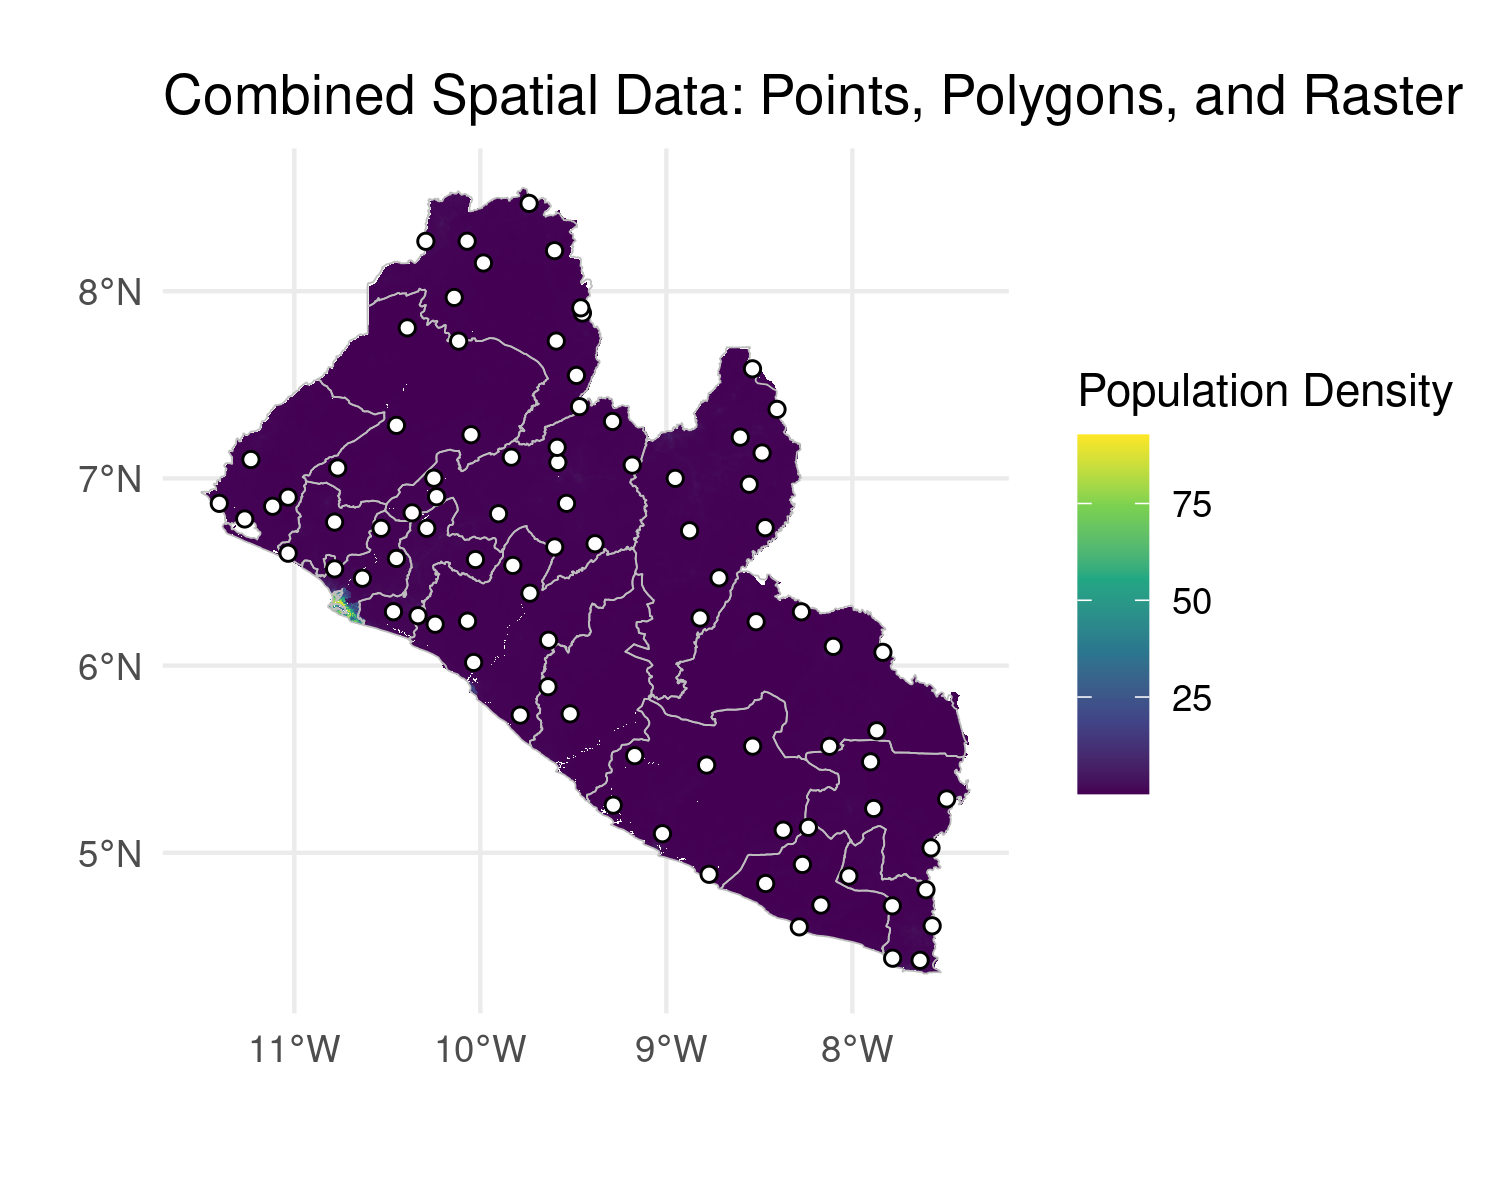 Combined Spatial Data: Points, Polygons, and Raster
8°N
7°N
6°N
5°N
11°W
10°W
9°W
8°W
Population Density
75
50
25